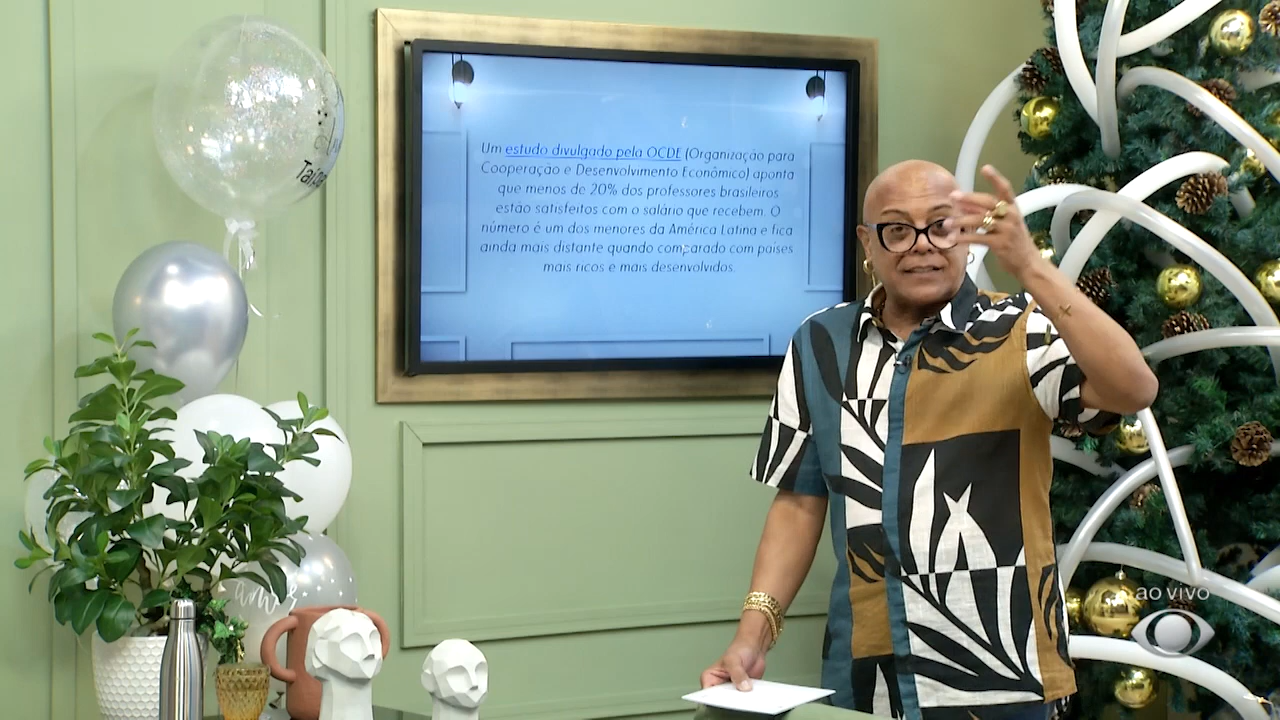 Um estudo divulgado pela OCDE (Organização para
Cooperação e Desenvolvimento Econômico) aponta
que menos de 20% dos professores brasileiros
estão satisfeitos com o salário que recebem. O
número é um dos menores da América Latina e fica
ainda mais distante quando comparado com países
mais ricos e mais desenvolvidos.
ao vivo